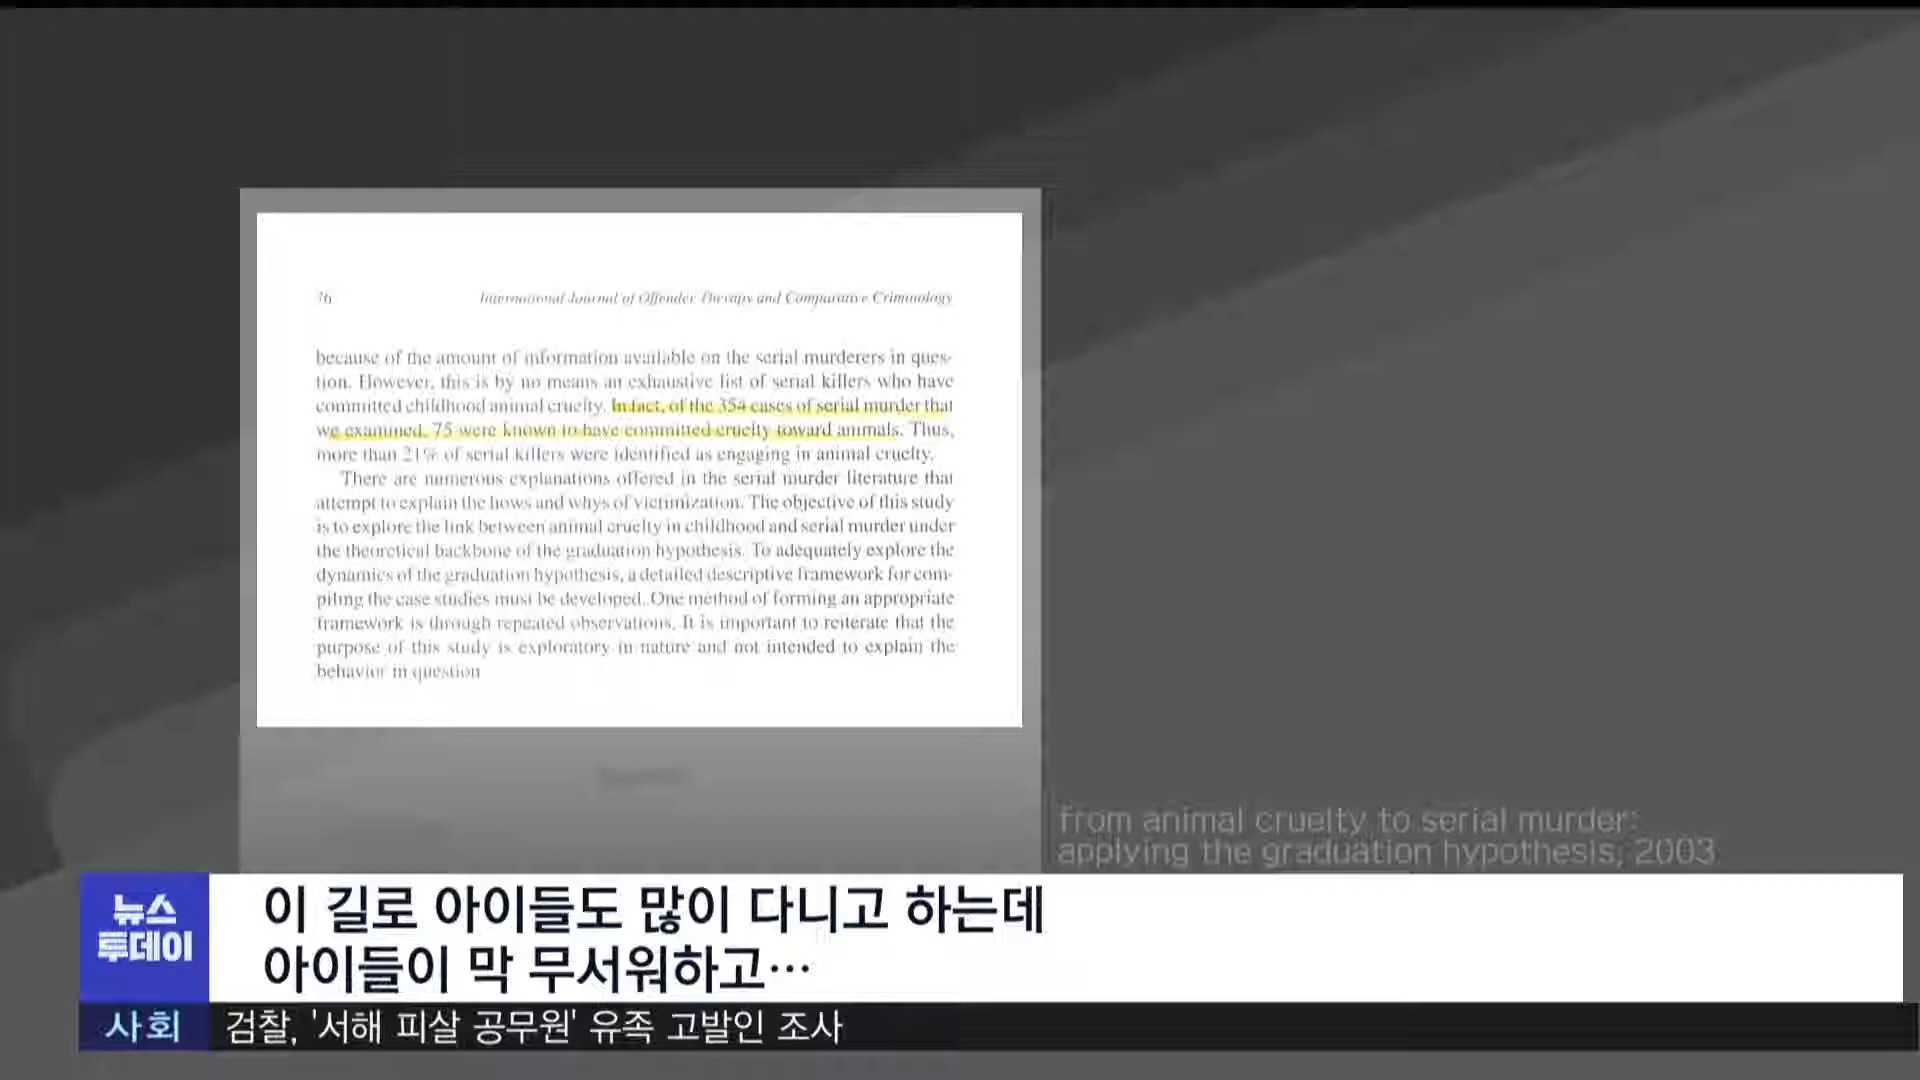 76 International Journal of Offender Therapy and Comparative Criminology
because of the amount of information available on the serial murderers in ques-
tion. However, this is by no means an exhaustive list of serial killers who have
committed childhood animal cruelty. In fact, of the 354 cases of serial murder that
we examined, 75 were known to have committed cruelty toward animals. Thus,
more than 21% of serial killers were identified as engaging in animal cruelty.
There are numerous explanations offered in the serial murder literature that
attempt to explain the hows and whys of victimization. The objective of this study
is to explore the link between animal cruelty in childhood and serial murder under
the theoretical backbone of the graduation hypothesis. To adequately explore the
dynamics of the graduation hypothesis, a detailed descriptive framework for com-
piling the case studies must be developed. One method of forming an appropriate
framework is through repeated observations. It is important to reiterate that the
purpose of this study is exploratory in nature and not intended to explain the
behavior in question
from animal cruelty to serial murder:
applying the graduation hypothesis, 2003
뉴스
투데이
이 길로 아이들도 많이 다니고 하는데
아이들이 막 무서워하고…
사회 검찰, '서해 피살 공무원' 유족 고발인 조사